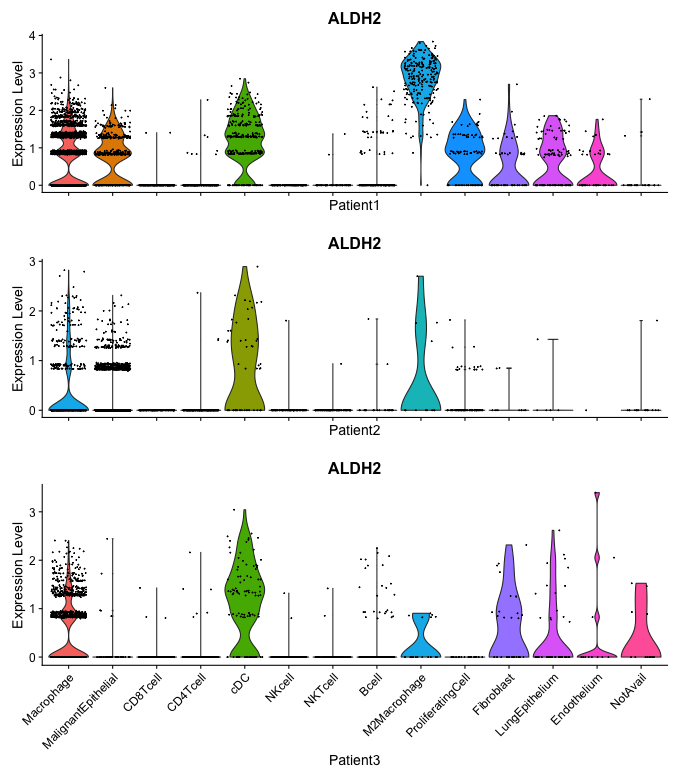 ALDH2
Expression Level
4
3
2
1
0
Patient1
ALDH2
Expression Level
3
2
1
0
Patient2
ALDH2
Expression Level
3
2
1
0
Macrophage
MalignantEpithelial
CD8Tcell
CD4Tcell
cDC
NKcell
NKTcell
Bcell
M2Macrophage
ProliferatingCell
Fibroblast
LungEpithelium
Endothelium
NotAvail
Patient3